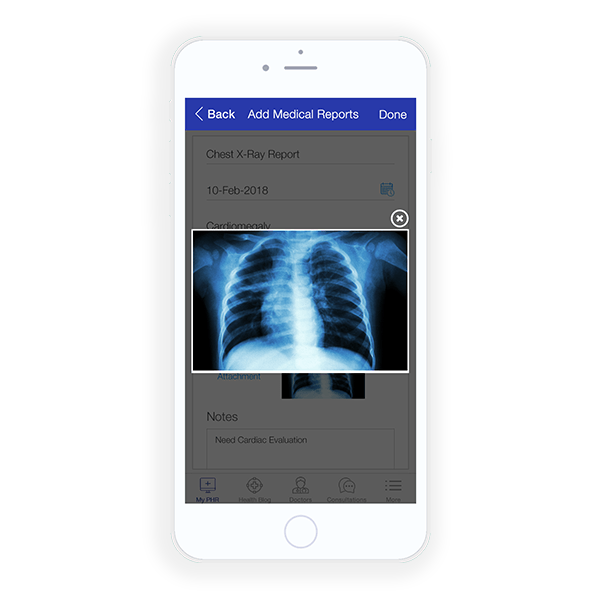 Back Add Medical Reports Done
Chest X-Ray Report
10-Feb-2018
Cardiomegaly
Attachment
Notes
Need Cardiac Evaluation
My PHR Health Blog Doctors Consultations More